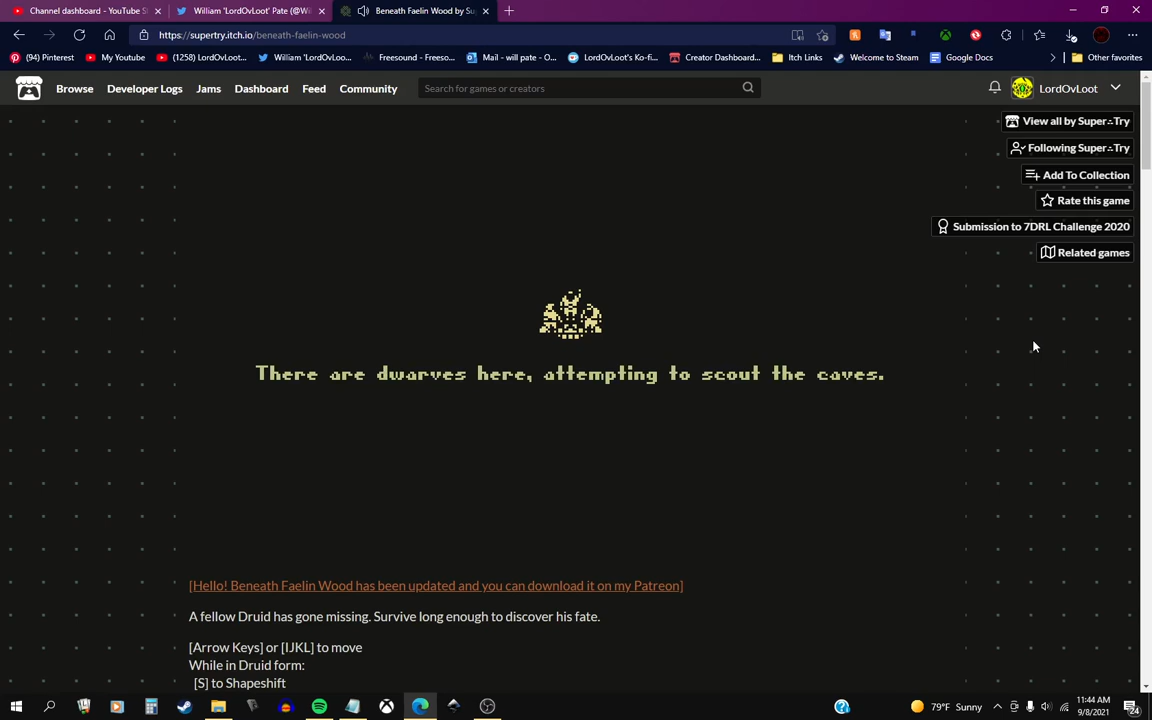 Channel dashboard - YouTube S
William 'LordOvLoot' Pate (@Wi
Beneath Faelin Wood by Su
https://supertry.itch.io/beneath-faelin-wood
(94) Pinterest
My Youtube
(1258) LordOvLoot...
William 'LordOvLoo...
Freesound - Freeso...
Mail - will pate - O...
LordOvLoot's Ko-fi...
Creator Dashboard...
Itch Links
Welcome to Steam
Google Docs
Other favorites
Browse
Developer Logs
Jams
Dashboard
Feed
Community
Search for games or creators
LordOvLoot
View all by Super∴Try
Following Super∴Try
Add To Collection
Rate this game
Submission to 7DRL Challenge 2020
Related games
There are dwarves here, attempting to scout the caves.
[Hello! Beneath Faelin Wood has been updated and you can download it on my Patreon]
A fellow Druid has gone missing. Survive long enough to discover his fate.
[Arrow Keys] or [IJKL] to move
While in Druid form:
[S] to Shapeshift
79°F Sunny
11:44 AM
9/8/2021
24